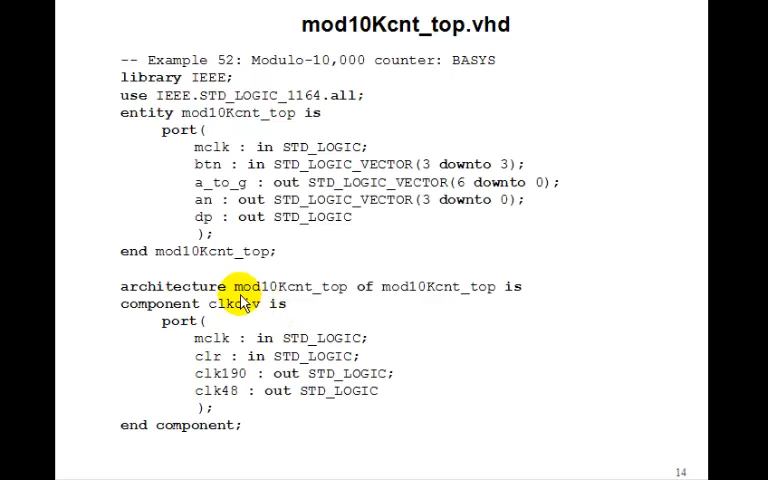 mod10Kcnt_top.vhd
-- Example 52: Modulo-10,000 counter: BASYS
library IEEE;
use IEEE.STD_LOGIC_1164.all;
entity mod10Kcnt_top is
port(
mclk : in STD_LOGIC;
btn : in STD_LOGIC_VECTOR(3 downto 3);
a_to_g : out STD_LOGIC_VECTOR(6 downto 0);
an : out STD_LOGIC_VECTOR(3 downto 0);
dp : out STD_LOGIC
);
end mod10Kcnt_top;
architecture mod10Kcnt_top of mod10Kcnt_top is
component is
port(
mclk : in STD_LOGIC;
clr : in STD_LOGIC;
clk190 : out STD_LOGIC;
clk48 : out STD_LOGIC
);
end component;
14